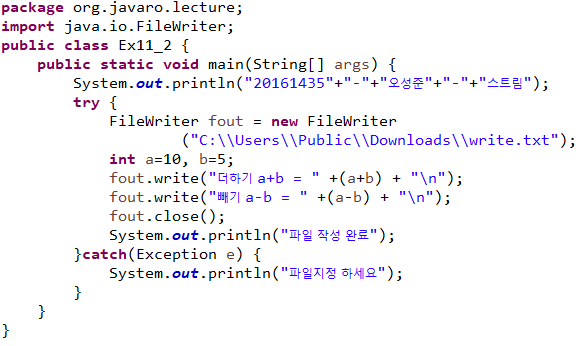 package org.javaro.lecture;
import java.io.FileWriter;
public class Ex11_2 {
    public static void main(String[] args) {
        System.out.println("20161435"+"-"+"오성준"+"-"+"스트림");
        try {
            FileWriter fout = new FileWriter
                    ("C:\\Users\\Public\\Downloads\\write.txt");
            int a=10, b=5;
            fout.write("더하기 a+b = " +(a+b) + "\n");
            fout.write("빼기 a-b = " +(a-b) + "\n");
            fout.close();
            System.out.println("파일 작성 완료");
        }catch(Exception e) {
            System.out.println("파일지정 하세요");
        }
    }
}